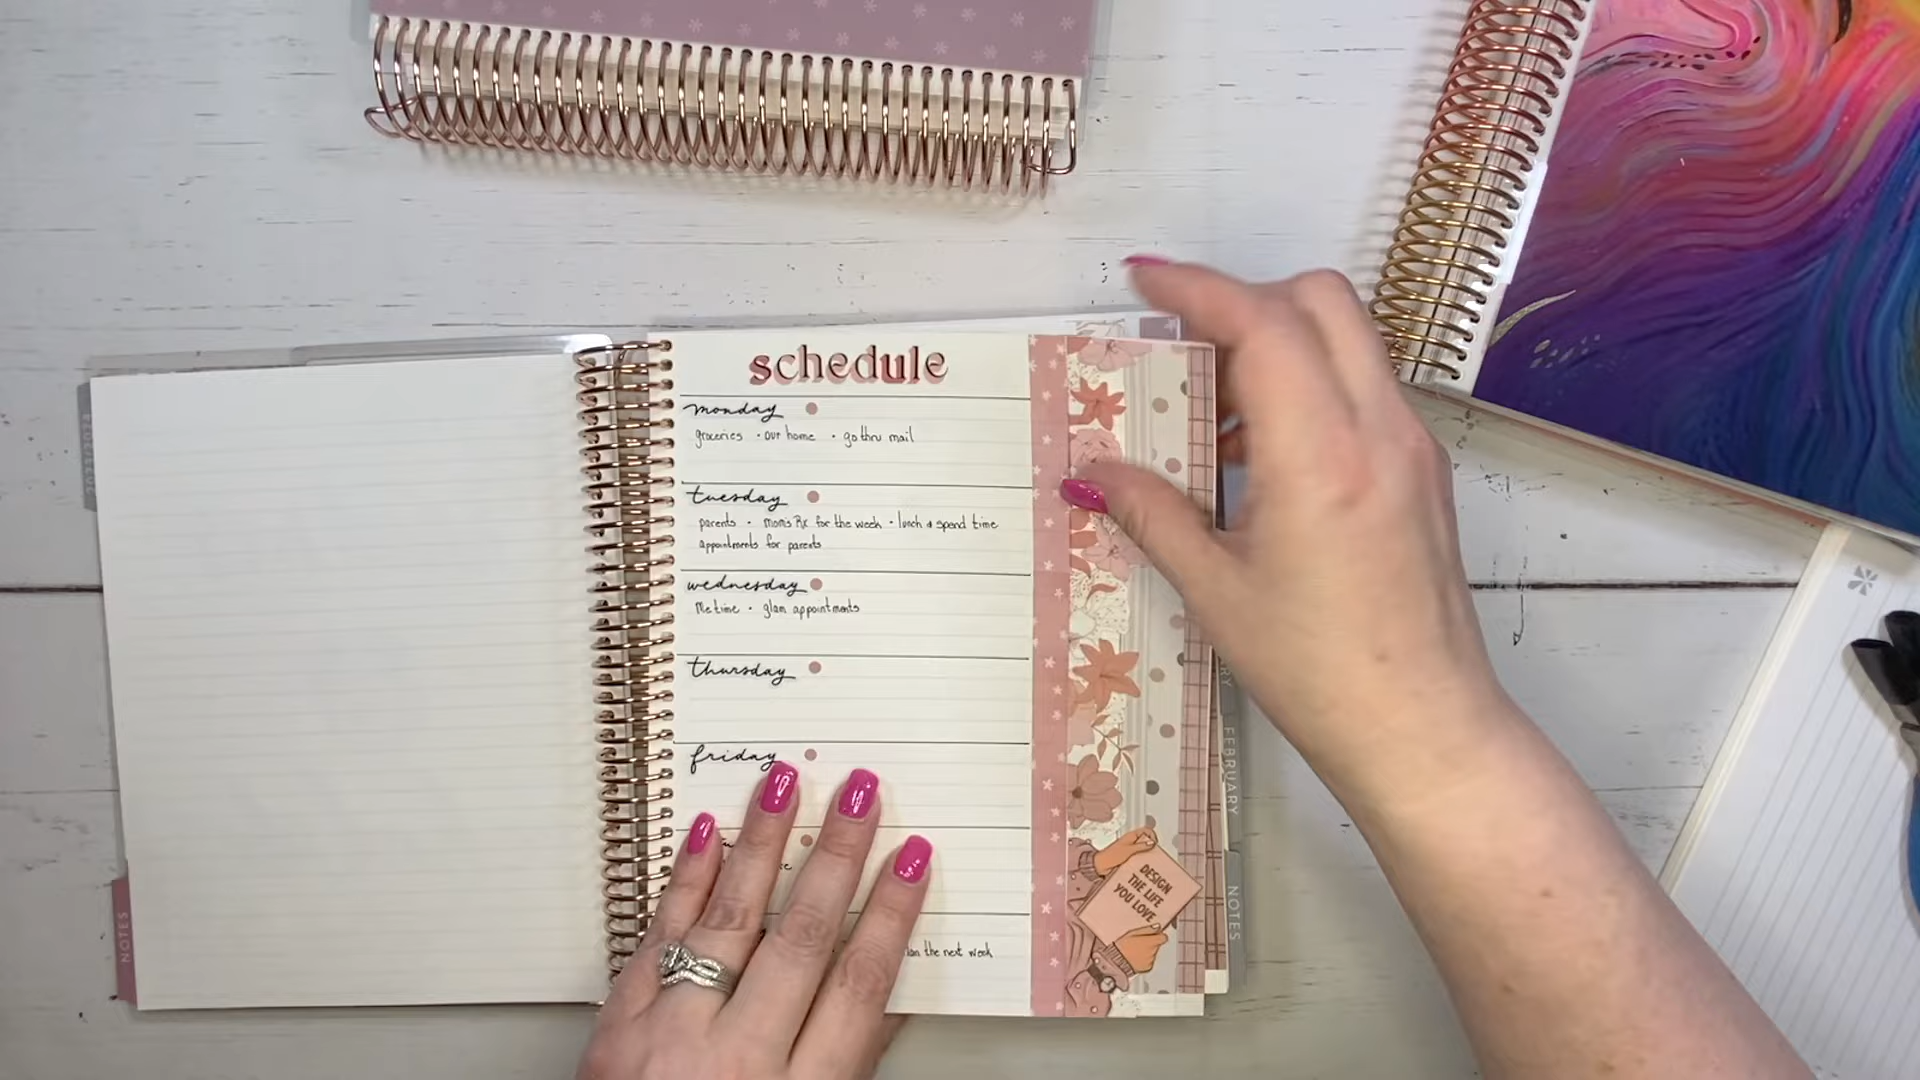 schedule
monday
groceries • our home • go thru mail
tuesday
parents • mom's Rx for the week • lunch & spend time
appointments for parents
wednesday
Me time • glam appointments
thursday
friday
the next week
DESIGN
THE LIFE
YOU LOVE
FEBRUARY
NOTES
NOTES